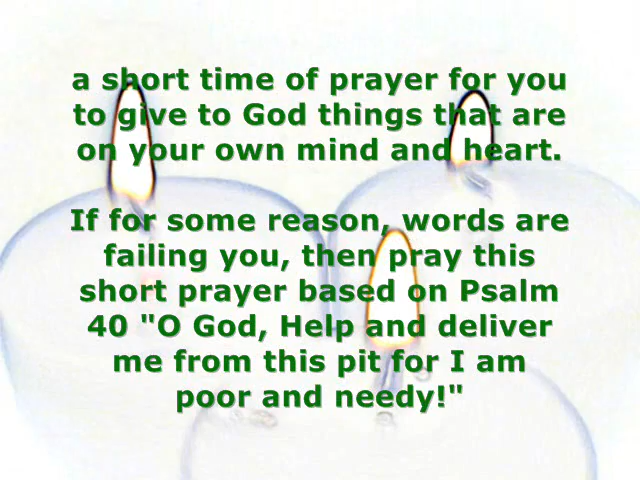 a short time of prayer for you
to give to God things that are
on your own mind and heart.
If for some reason, words are
failing you, then pray this
short prayer based on Psalm
40 "O God, Help and deliver
me from this pit for I am
poor and needy!"